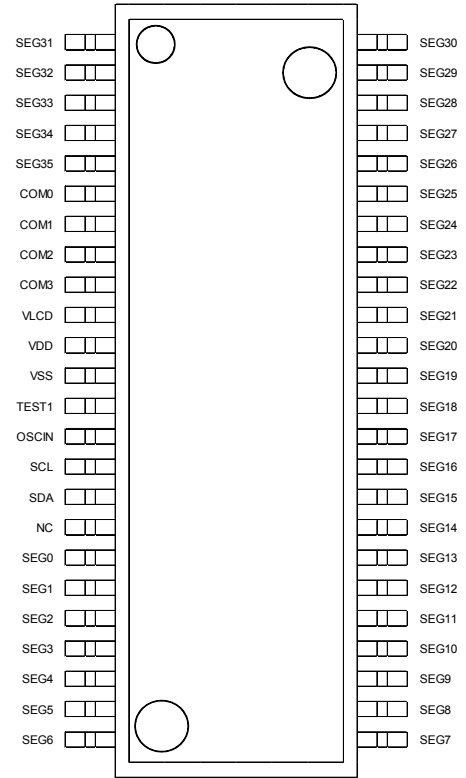 SEG31 SEG30
SEG32 SEG29
SEG33 SEG28
SEG34 SEG27
SEG35 SEG26
COM0 SEG25
COM1 SEG24
COM2 SEG23
COM3 SEG22
VLCD SEG21
VDD SEG20
VSS SEG19
TEST1 SEG18
OSCIN SEG17
SCL SEG16
SDA SEG15
NC SEG14
SEG0 SEG13
SEG1 SEG12
SEG2 SEG11
SEG3 SEG10
SEG4 SEG9
SEG5 SEG8
SEG6 SEG7